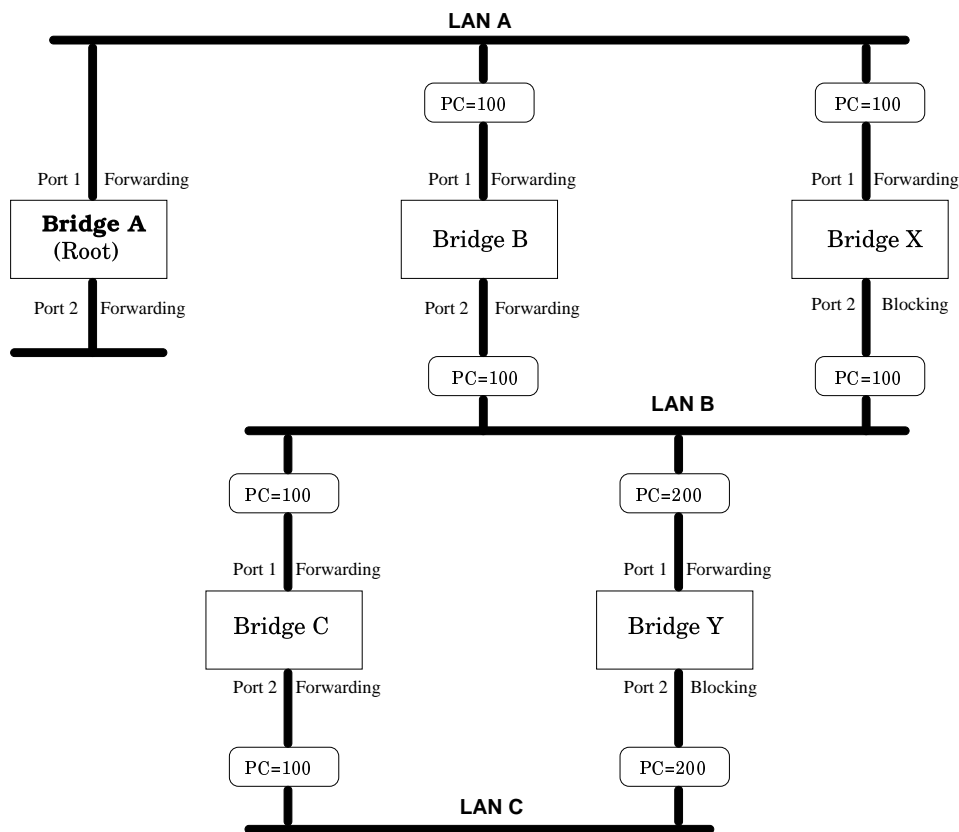 LAN A
PC=100
PC=100
Port 1 Forwarding
Port 1 Forwarding
Port 1 Forwarding
Bridge A
(Root)
Bridge B
Bridge X
Port 2 Forwarding
Port 2 Forwarding
Port 2 Blocking
PC=100
PC=100
LAN B
PC=100
PC=200
Port 1 Forwarding
Port 1 Forwarding
Bridge C
Bridge Y
Port 2 Forwarding
Port 2 Blocking
PC=100
PC=200
LAN C